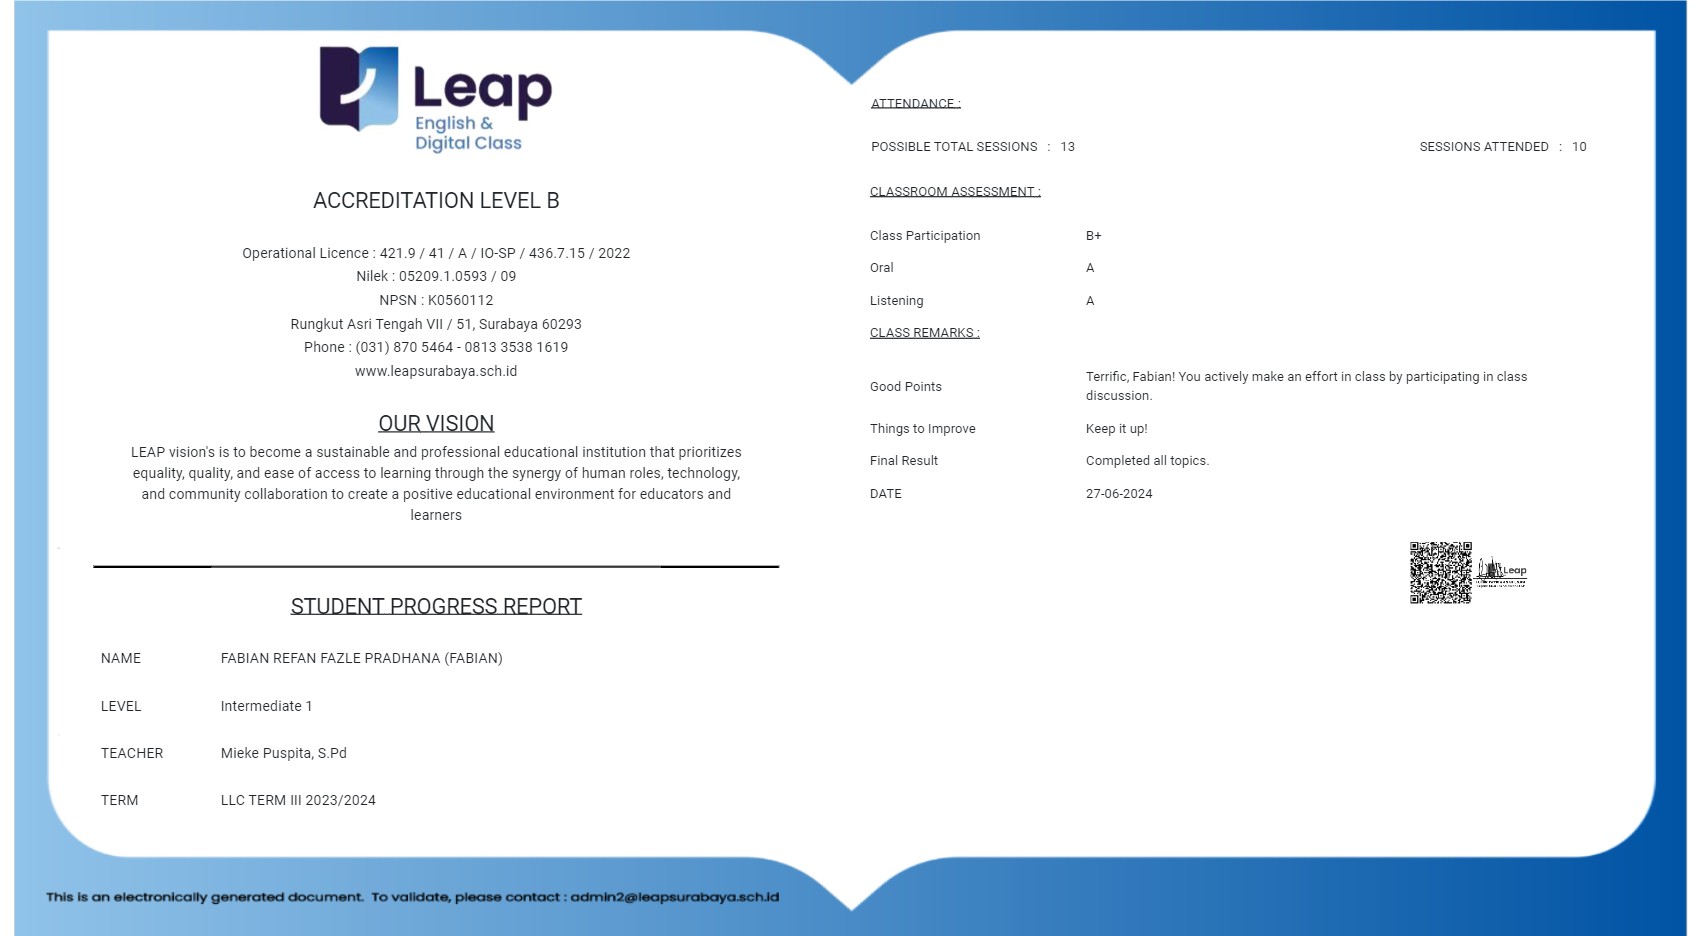 Leap
English &
Digital Class
ACCREDITATION LEVEL B
Operational Licence : 421.9 / 41 / A / IO-SP / 436.7.15 / 2022
Nilek : 05209.1.0593 / 09
NPSN : K0560112
Rungkut Asri Tengah VII / 51, Surabaya 60293
Phone : (031) 870 5464 - 0813 3538 1619
www.leapsurabaya.sch.id
OUR VISION
LEAP vision's is to become a sustainable and professional educational institution that prioritizes
equality, quality, and ease of access to learning through the synergy of human roles, technology,
and community collaboration to create a positive educational environment for educators and
learners
STUDENT PROGRESS REPORT
NAME FABIAN REFAN FAZLE PRADHANA (FABIAN)
LEVEL Intermediate 1
TEACHER Mieke Puspita, S.Pd
TERM LLC TERM III 2023/2024
ATTENDANCE :
POSSIBLE TOTAL SESSIONS : 13 SESSIONS ATTENDED : 10
CLASSROOM ASSESSMENT :
Class Participation B+
Oral A
Listening A
CLASS REMARKS :
Good Points Terrific, Fabian! You actively make an effort in class by participating in class
discussion.
Things to Improve Keep it up!
Final Result Completed all topics.
DATE 27-06-2024
Leap
This is an electronically generated document. To validate, please contact : admin2@leapsurabaya.sch.id